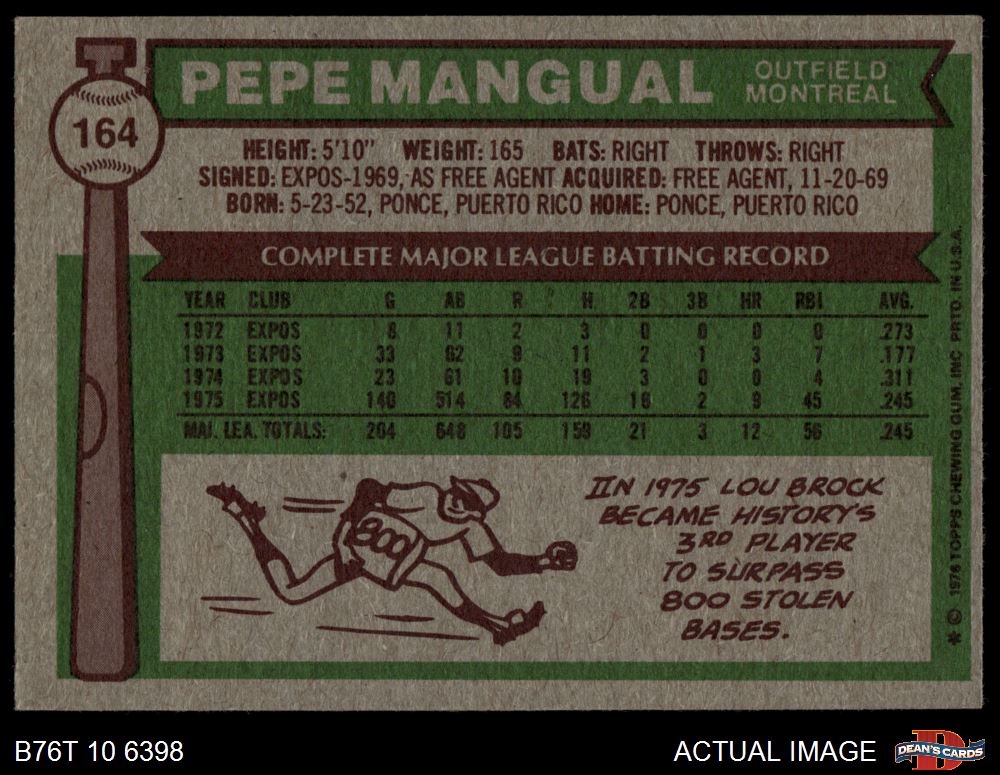 164
PEPE MANGUAL
OUTFIELD
MONTREAL
HEIGHT: 5'10" WEIGHT: 165 BATS: RIGHT THROWS: RIGHT
SIGNED: EXPOS-1969, AS FREE AGENT ACQUIRED: FREE AGENT, 11-20-69
BORN: 5-23-52, PONCE, PUERTO RICO HOME: PONCE, PUERTO RICO
COMPLETE MAJOR LEAGUE BATTING RECORD
YEAR CLUB G AB R H 2B 3B HR RBI AVG.
1972 EXPOS 8 11 2 3 0 0 0 0 .273
1973 EXPOS 33 62 9 11 2 1 3 7 .177
1974 EXPOS 23 61 10 19 3 0 0 4 .311
1975 EXPOS 140 514 84 126 16 2 9 45 .245
MAJ. LEA. TOTALS: 204 648 105 159 21 3 12 56 .245
800
IN 1975 LOU BROCK
BECAME HISTORY'S
3RD PLAYER
TO SURPASS
800 STOLEN
BASES.
* © 1976 TOPPS CHEWING GUM, INC. PRTD. IN U.S.A.
B76T 10 6398
ACTUAL IMAGE
DEAN'S CARDS